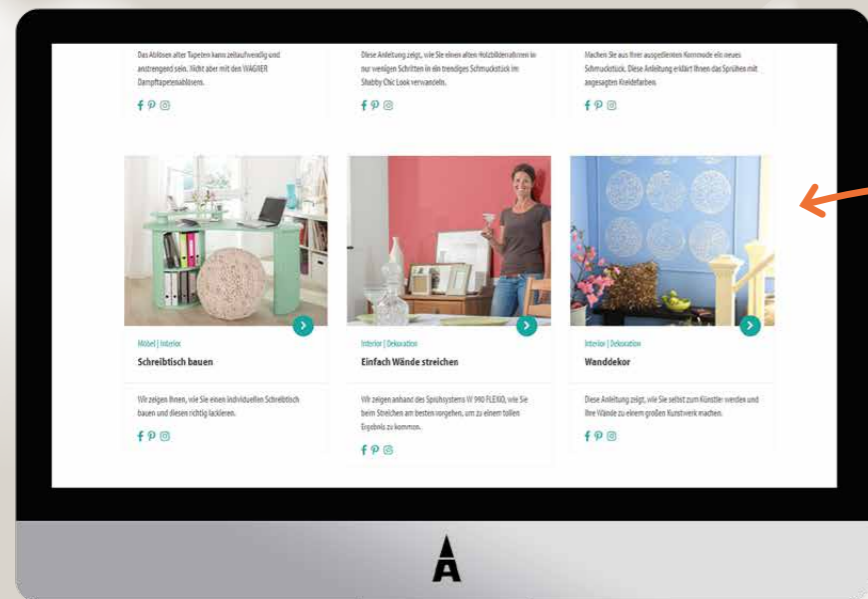 Das Ablösen alter Tapeten kann zeitaufwendig und
anstrengend sein. Nicht aber mit den WAGNER
Dampftapetenablösern.
Diese Anleitung zeigt, wie Sie einen alten Holzbilderrahmen in
nur wenigen Schritten in ein trendiges Schmuckstück im
Shabby Chic Look verwandeln.
Machen Sie aus Ihrer ausgedienten Kommode ein neues
Schmuckstück. Diese Anleitung erklärt Ihnen das Sprühen mit
angesagten Kreidefarben.
Möbel | Interior
Schreibtisch bauen
Wir zeigen Ihnen, wie Sie einen individuellen Schreibtisch
bauen und diesen richtig lackieren.
Interior | Dekoration
Einfach Wände streichen
Wir zeigen anhand des Sprühsystems W 990 FLEXIO, wie Sie
beim Streichen am besten vorgehen, um zu einem tollen
Ergebnis zu kommen.
Interior | Dekoration
Wanddekor
Diese Anleitung zeigt, wie Sie selbst zum Künstler werden und
Ihre Wände zu einem großen Kunstwerk machen.
A